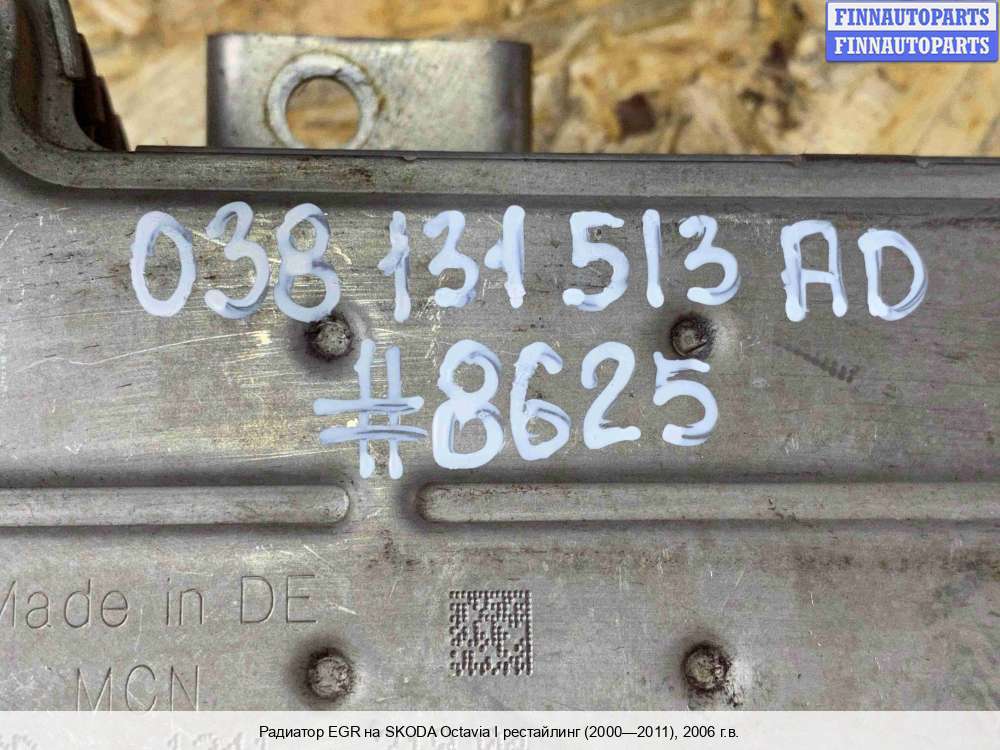 FINNAUTOPARTS
FINNAUTOPARTS
038 131 513 AD
#8625
Made in DE
MCN
Радиатор EGR на SKODA Octavia I рестайлинг (2000—2011), 2006 г.в.